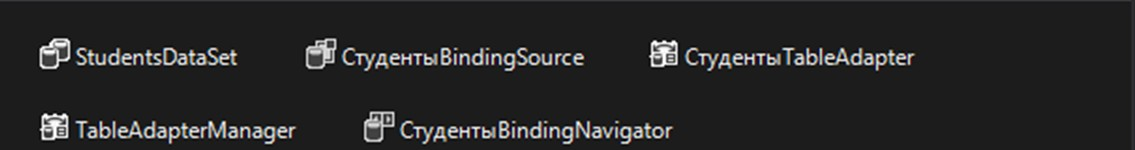 StudentsDataSet СтудентыBindingSource СтудентыTableAdapter
TableAdapterManager СтудентыBindingNavigator